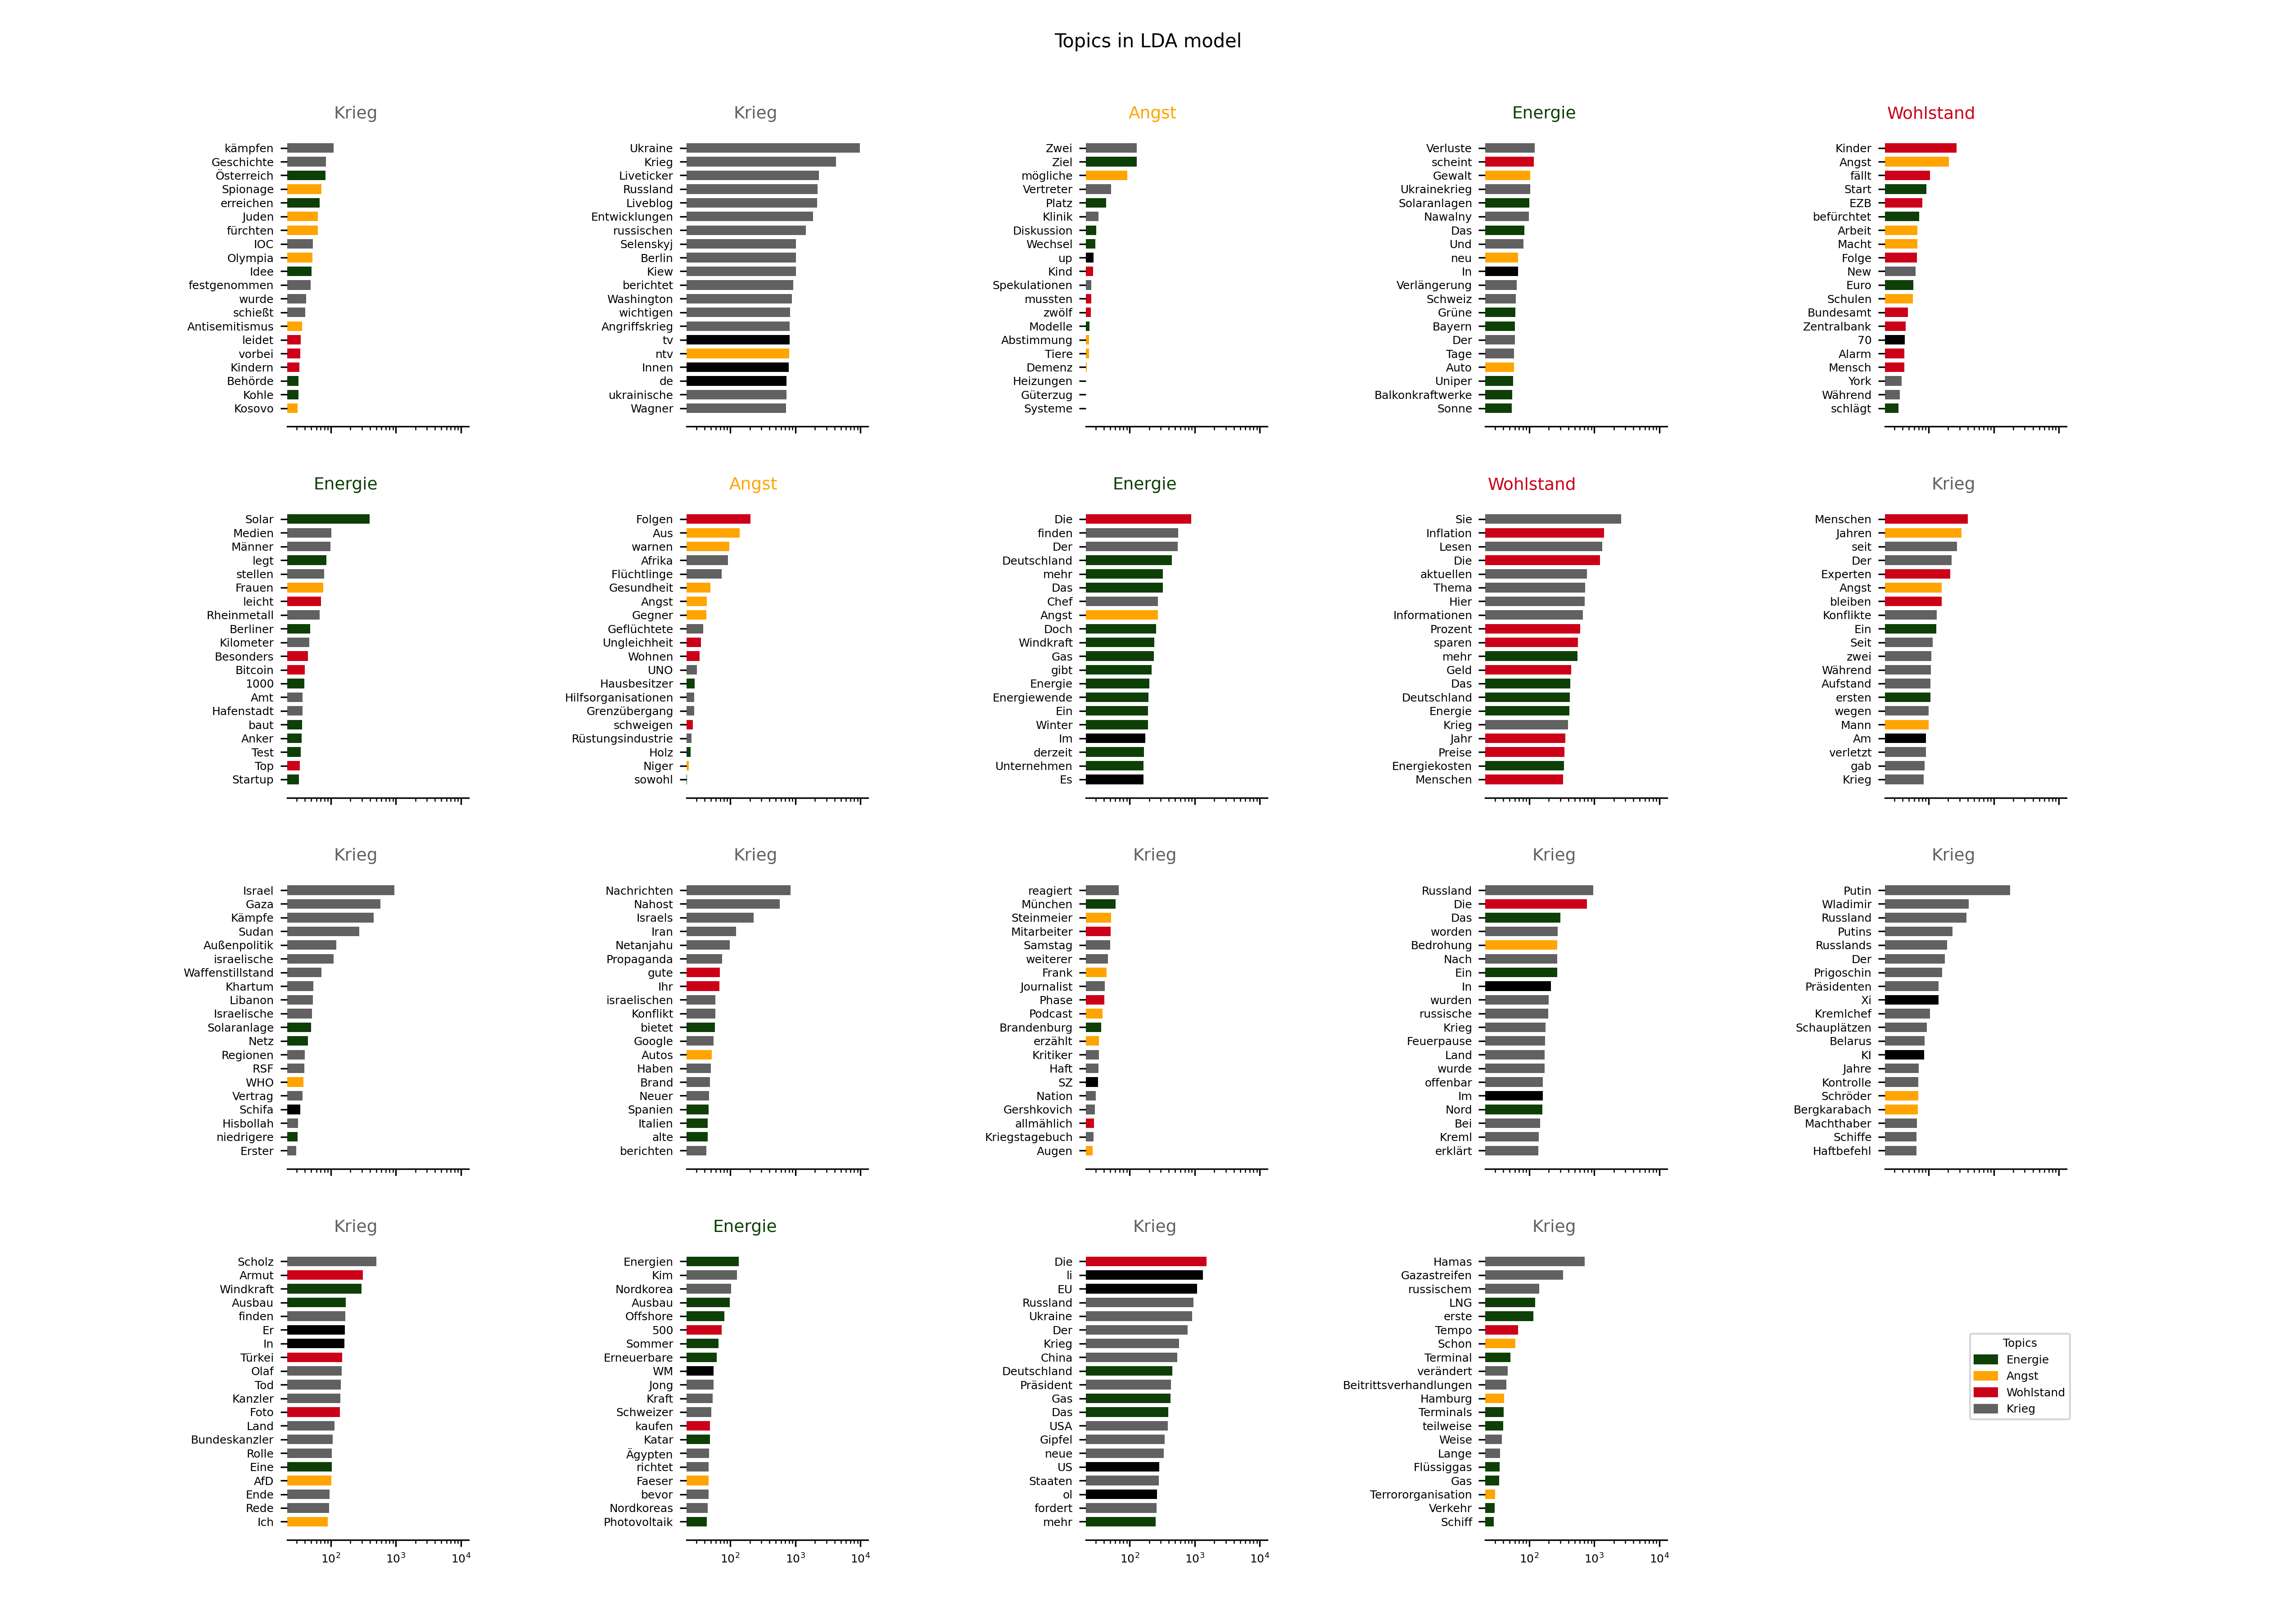 Topics in LDA model
Krieg
kämpfen
Geschichte
Österreich
Spionage
erreichen
Juden
fürchten
IOC
Olympia
Idee
festgenommen
wurde
schießt
Antisemitismus
leidet
vorbei
Kindern
Behörde
Kohle
Kosovo
Krieg
Ukraine
Krieg
Liveticker
Russland
Liveblog
Entwicklungen
russischen
Selenskyj
Berlin
Kiew
berichtet
Washington
wichtigen
Angriffskrieg
tv
ntv
Innen
de
ukrainische
Wagner
Angst
Zwei
Ziel
mögliche
Vertreter
Platz
Klinik
Diskussion
Wechsel
up
Kind
Spekulationen
mussten
zwölf
Modelle
Abstimmung
Tiere
Demenz
Heizungen
Güterzug
Systeme
Energie
Verluste
scheint
Gewalt
Ukrainekrieg
Solaranlagen
Nawalny
Das
Und
neu
In
Verlängerung
Schweiz
Grüne
Bayern
Der
Tage
Auto
Uniper
Balkonkraftwerke
Sonne
Wohlstand
Kinder
Angst
fällt
Start
EZB
befürchtet
Arbeit
Macht
Folge
New
Euro
Schulen
Bundesamt
Zentralbank
70
Alarm
Mensch
York
Während
schlägt
Energie
Solar
Medien
Männer
legt
stellen
Frauen
leicht
Rheinmetall
Berliner
Kilometer
Besonders
Bitcoin
1000
Amt
Hafenstadt
baut
Anker
Test
Top
Startup
Angst
Folgen
Aus
warnen
Afrika
Flüchtlinge
Gesundheit
Angst
Gegner
Geflüchtete
Ungleichheit
Wohnen
UNO
Hausbesitzer
Hilfsorganisationen
Grenzübergang
schweigen
Rüstungsindustrie
Holz
Niger
sowohl
Energie
Die
finden
Der
Deutschland
mehr
Das
Chef
Angst
Doch
Windkraft
Gas
gibt
Energie
Energiewende
Ein
Winter
Im
derzeit
Unternehmen
Es
Wohlstand
Sie
Inflation
Lesen
Die
aktuellen
Thema
Hier
Informationen
Prozent
sparen
mehr
Geld
Das
Deutschland
Energie
Krieg
Jahr
Preise
Energiekosten
Menschen
Krieg
Menschen
Jahren
seit
Der
Experten
Angst
bleiben
Konflikte
Ein
Seit
zwei
Während
Aufstand
ersten
wegen
Mann
Am
verletzt
gab
Krieg
Krieg
Israel
Gaza
Kämpfe
Sudan
Außenpolitik
israelische
Waffenstillstand
Khartum
Libanon
Israelische
Solaranlage
Netz
Regionen
RSF
WHO
Vertrag
Schifa
Hisbollah
niedrigere
Erster
Krieg
Nachrichten
Nahost
Israels
Iran
Netanjahu
Propaganda
gute
Ihr
israelischen
Konflikt
bietet
Google
Autos
Haben
Brand
Neuer
Spanien
Italien
alte
berichten
Krieg
reagiert
München
Steinmeier
Mitarbeiter
Samstag
weiterer
Frank
Journalist
Phase
Podcast
Brandenburg
erzählt
Kritiker
Haft
SZ
Nation
Gershkovich
allmählich
Kriegstagebuch
Augen
Krieg
Russland
Die
Das
worden
Bedrohung
Nach
Ein
In
wurden
russische
Krieg
Feuerpause
Land
wurde
offenbar
Im
Nord
Bei
Kreml
erklärt
Krieg
Putin
Wladimir
Russland
Putins
Russlands
Der
Prigoschin
Präsidenten
Xi
Kremlchef
Schauplätzen
Belarus
KI
Jahre
Kontrolle
Schröder
Bergkarabach
Machthaber
Schiffe
Haftbefehl
Krieg
Scholz
Armut
Windkraft
Ausbau
finden
Er
In
Türkei
Olaf
Tod
Kanzler
Foto
Land
Bundeskanzler
Rolle
Eine
AfD
Ende
Rede
Ich
10² 10³ 10⁴
Energie
Energien
Kim
Nordkorea
Ausbau
Offshore
500
Sommer
Erneuerbare
WM
Jong
Kraft
Schweizer
kaufen
Katar
Ägypten
richtet
Faeser
bevor
Nordkoreas
Photovoltaik
10² 10³ 10⁴
Krieg
Die
li
EU
Russland
Ukraine
Der
Krieg
China
Deutschland
Präsident
Gas
Das
USA
Gipfel
neue
US
Staaten
ol
fordert
mehr
10² 10³ 10⁴
Krieg
Hamas
Gazastreifen
russischem
LNG
erste
Tempo
Schon
Terminal
verändert
Beitrittsverhandlungen
Hamburg
Terminals
teilweise
Weise
Lange
Flüssiggas
Gas
Terrororganisation
Verkehr
Schiff
10² 10³ 10⁴
Topics
Energie
Angst
Wohlstand
Krieg